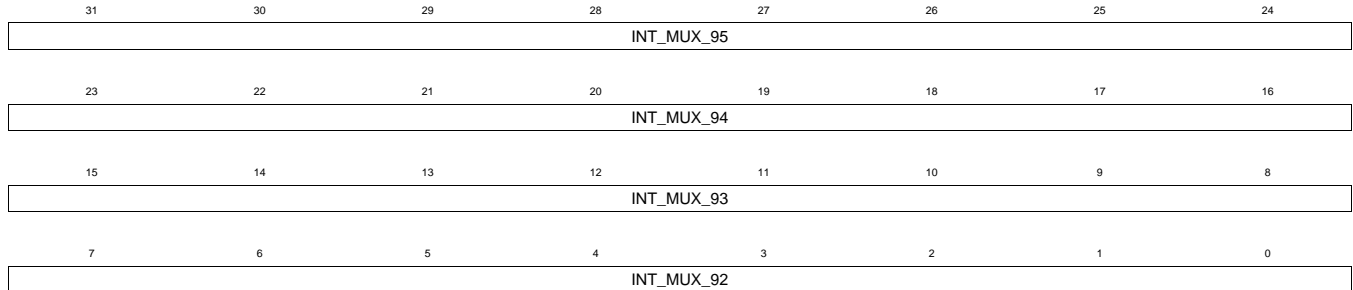 31 30 29 28 27 26 25 24
INT_MUX_95
23 22 21 20 19 18 17 16
INT_MUX_94
15 14 13 12 11 10 9 8
INT_MUX_93
7 6 5 4 3 2 1 0
INT_MUX_92